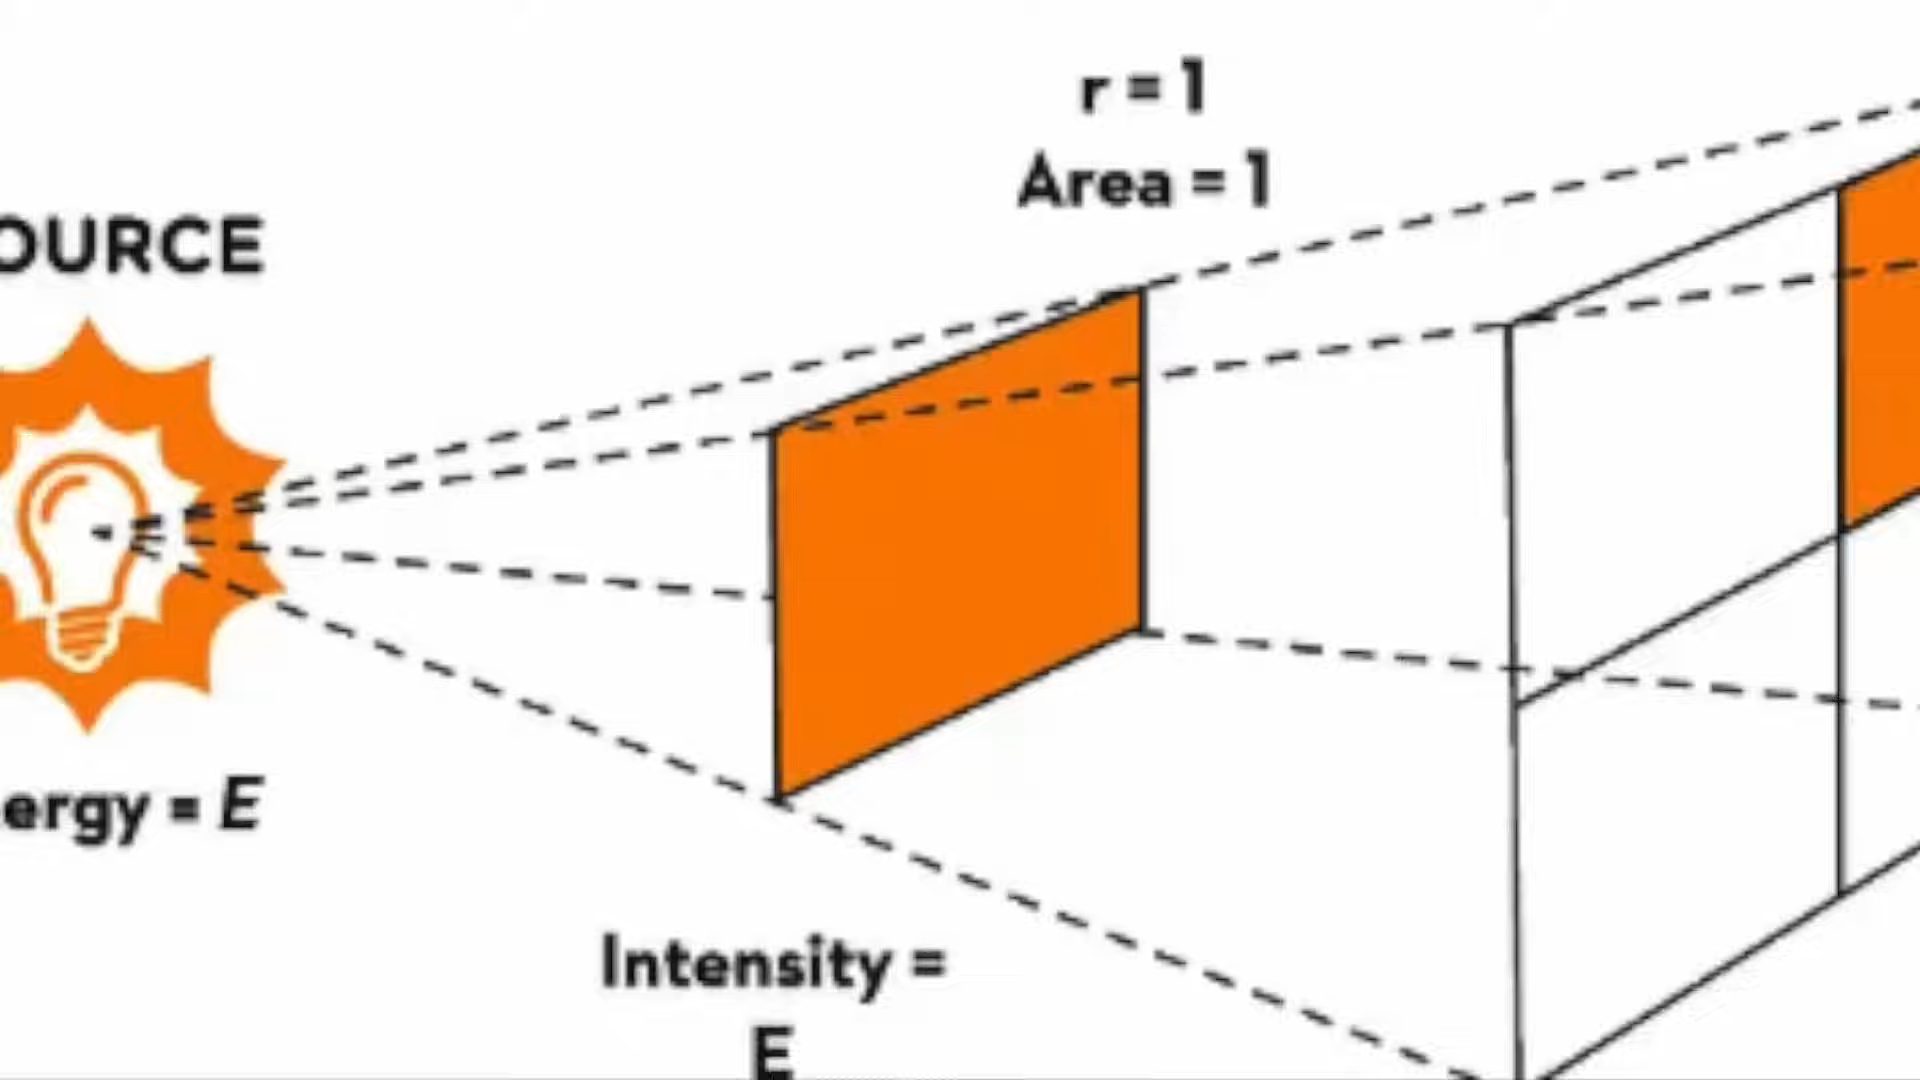 r = 1
Area = 1
OURCE
ergy = E
Intensity =
E